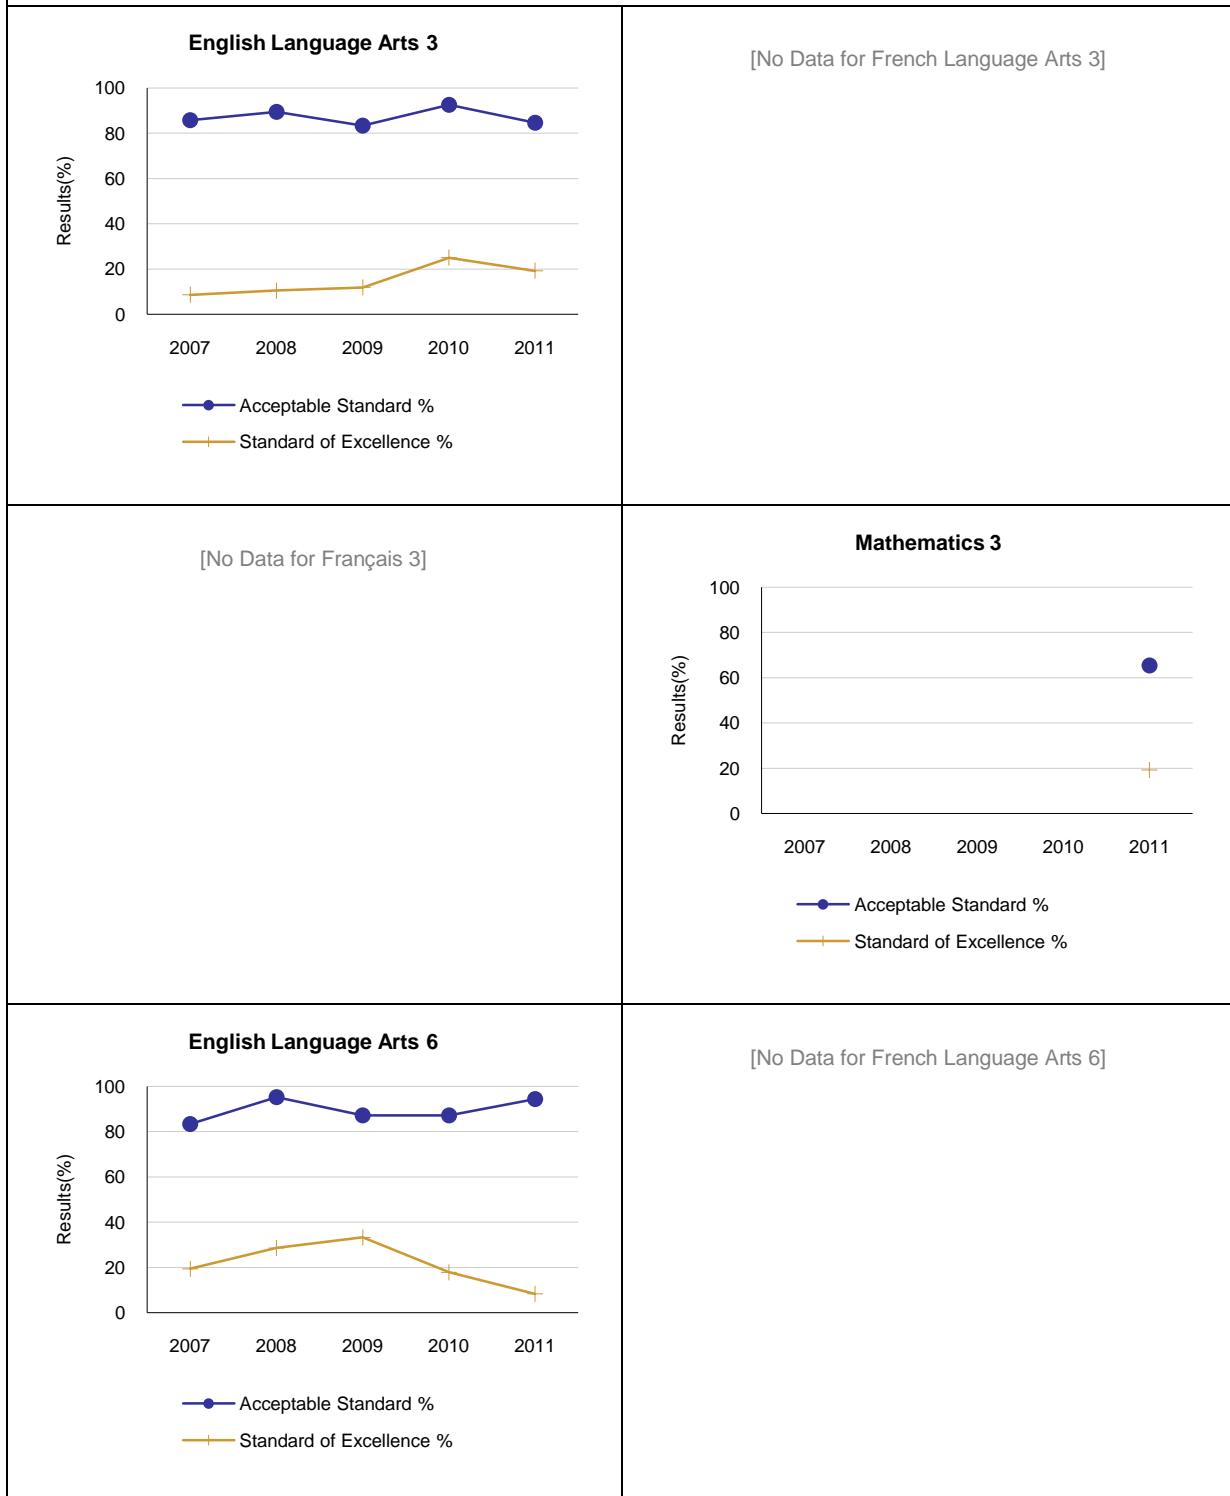 English Language Arts 3
100
80
60
40
20
0
Results(%)
2007 2008 2009 2010 2011
Acceptable Standard %
Standard of Excellence %
[No Data for French Language Arts 3]
[No Data for Français 3]
Mathematics 3
100
80
60
40
20
0
Results(%)
2007 2008 2009 2010 2011
Acceptable Standard %
Standard of Excellence %
English Language Arts 6
100
80
60
40
20
0
Results(%)
2007 2008 2009 2010 2011
Acceptable Standard %
Standard of Excellence %
[No Data for French Language Arts 6]